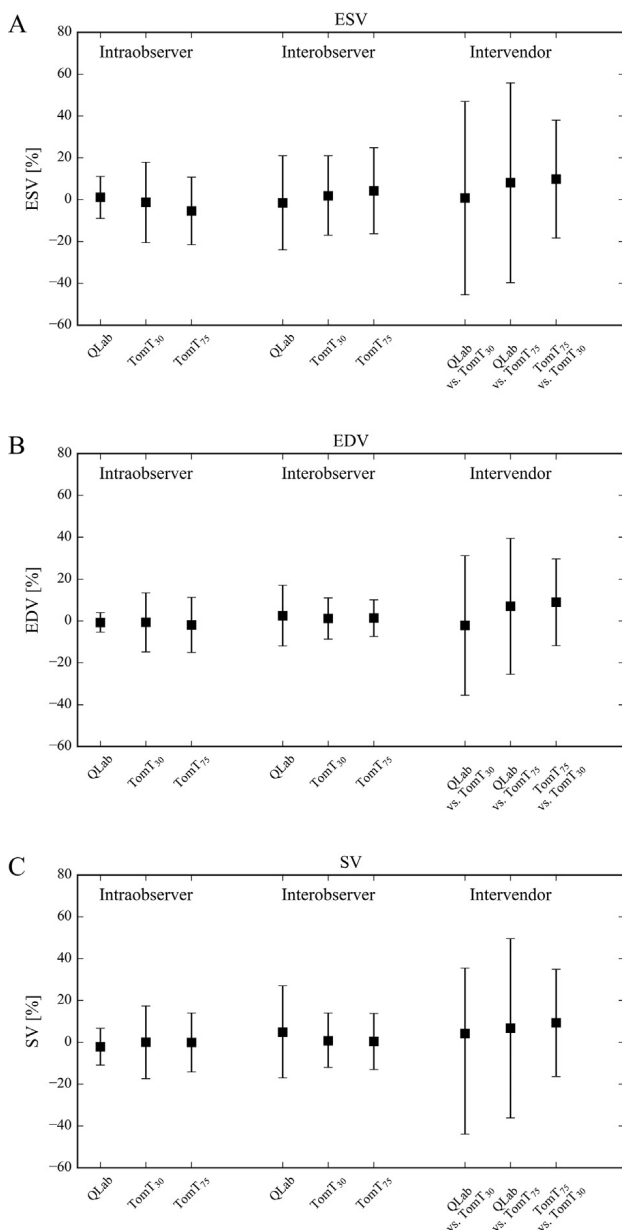 A
ESV
Intraobserver Interobserver Intervendor
ESV [%]
80
60
40
20
0
−20
−40
−60
QLab TomT30 TomT75 QLab TomT30 TomT75 QLab vs. TomT30 QLab vs. TomT75 TomT75 vs. TomT30
B
EDV
Intraobserver Interobserver Intervendor
EDV [%]
80
60
40
20
0
−20
−40
−60
QLab TomT30 TomT75 QLab TomT30 TomT75 QLab vs. TomT30 QLab vs. TomT75 TomT75 vs. TomT30
C
SV
Intraobserver Interobserver Intervendor
SV [%]
80
60
40
20
0
−20
−40
−60
QLab TomT30 TomT75 QLab TomT30 TomT75 QLab vs. TomT30 QLab vs. TomT75 TomT75 vs. TomT30